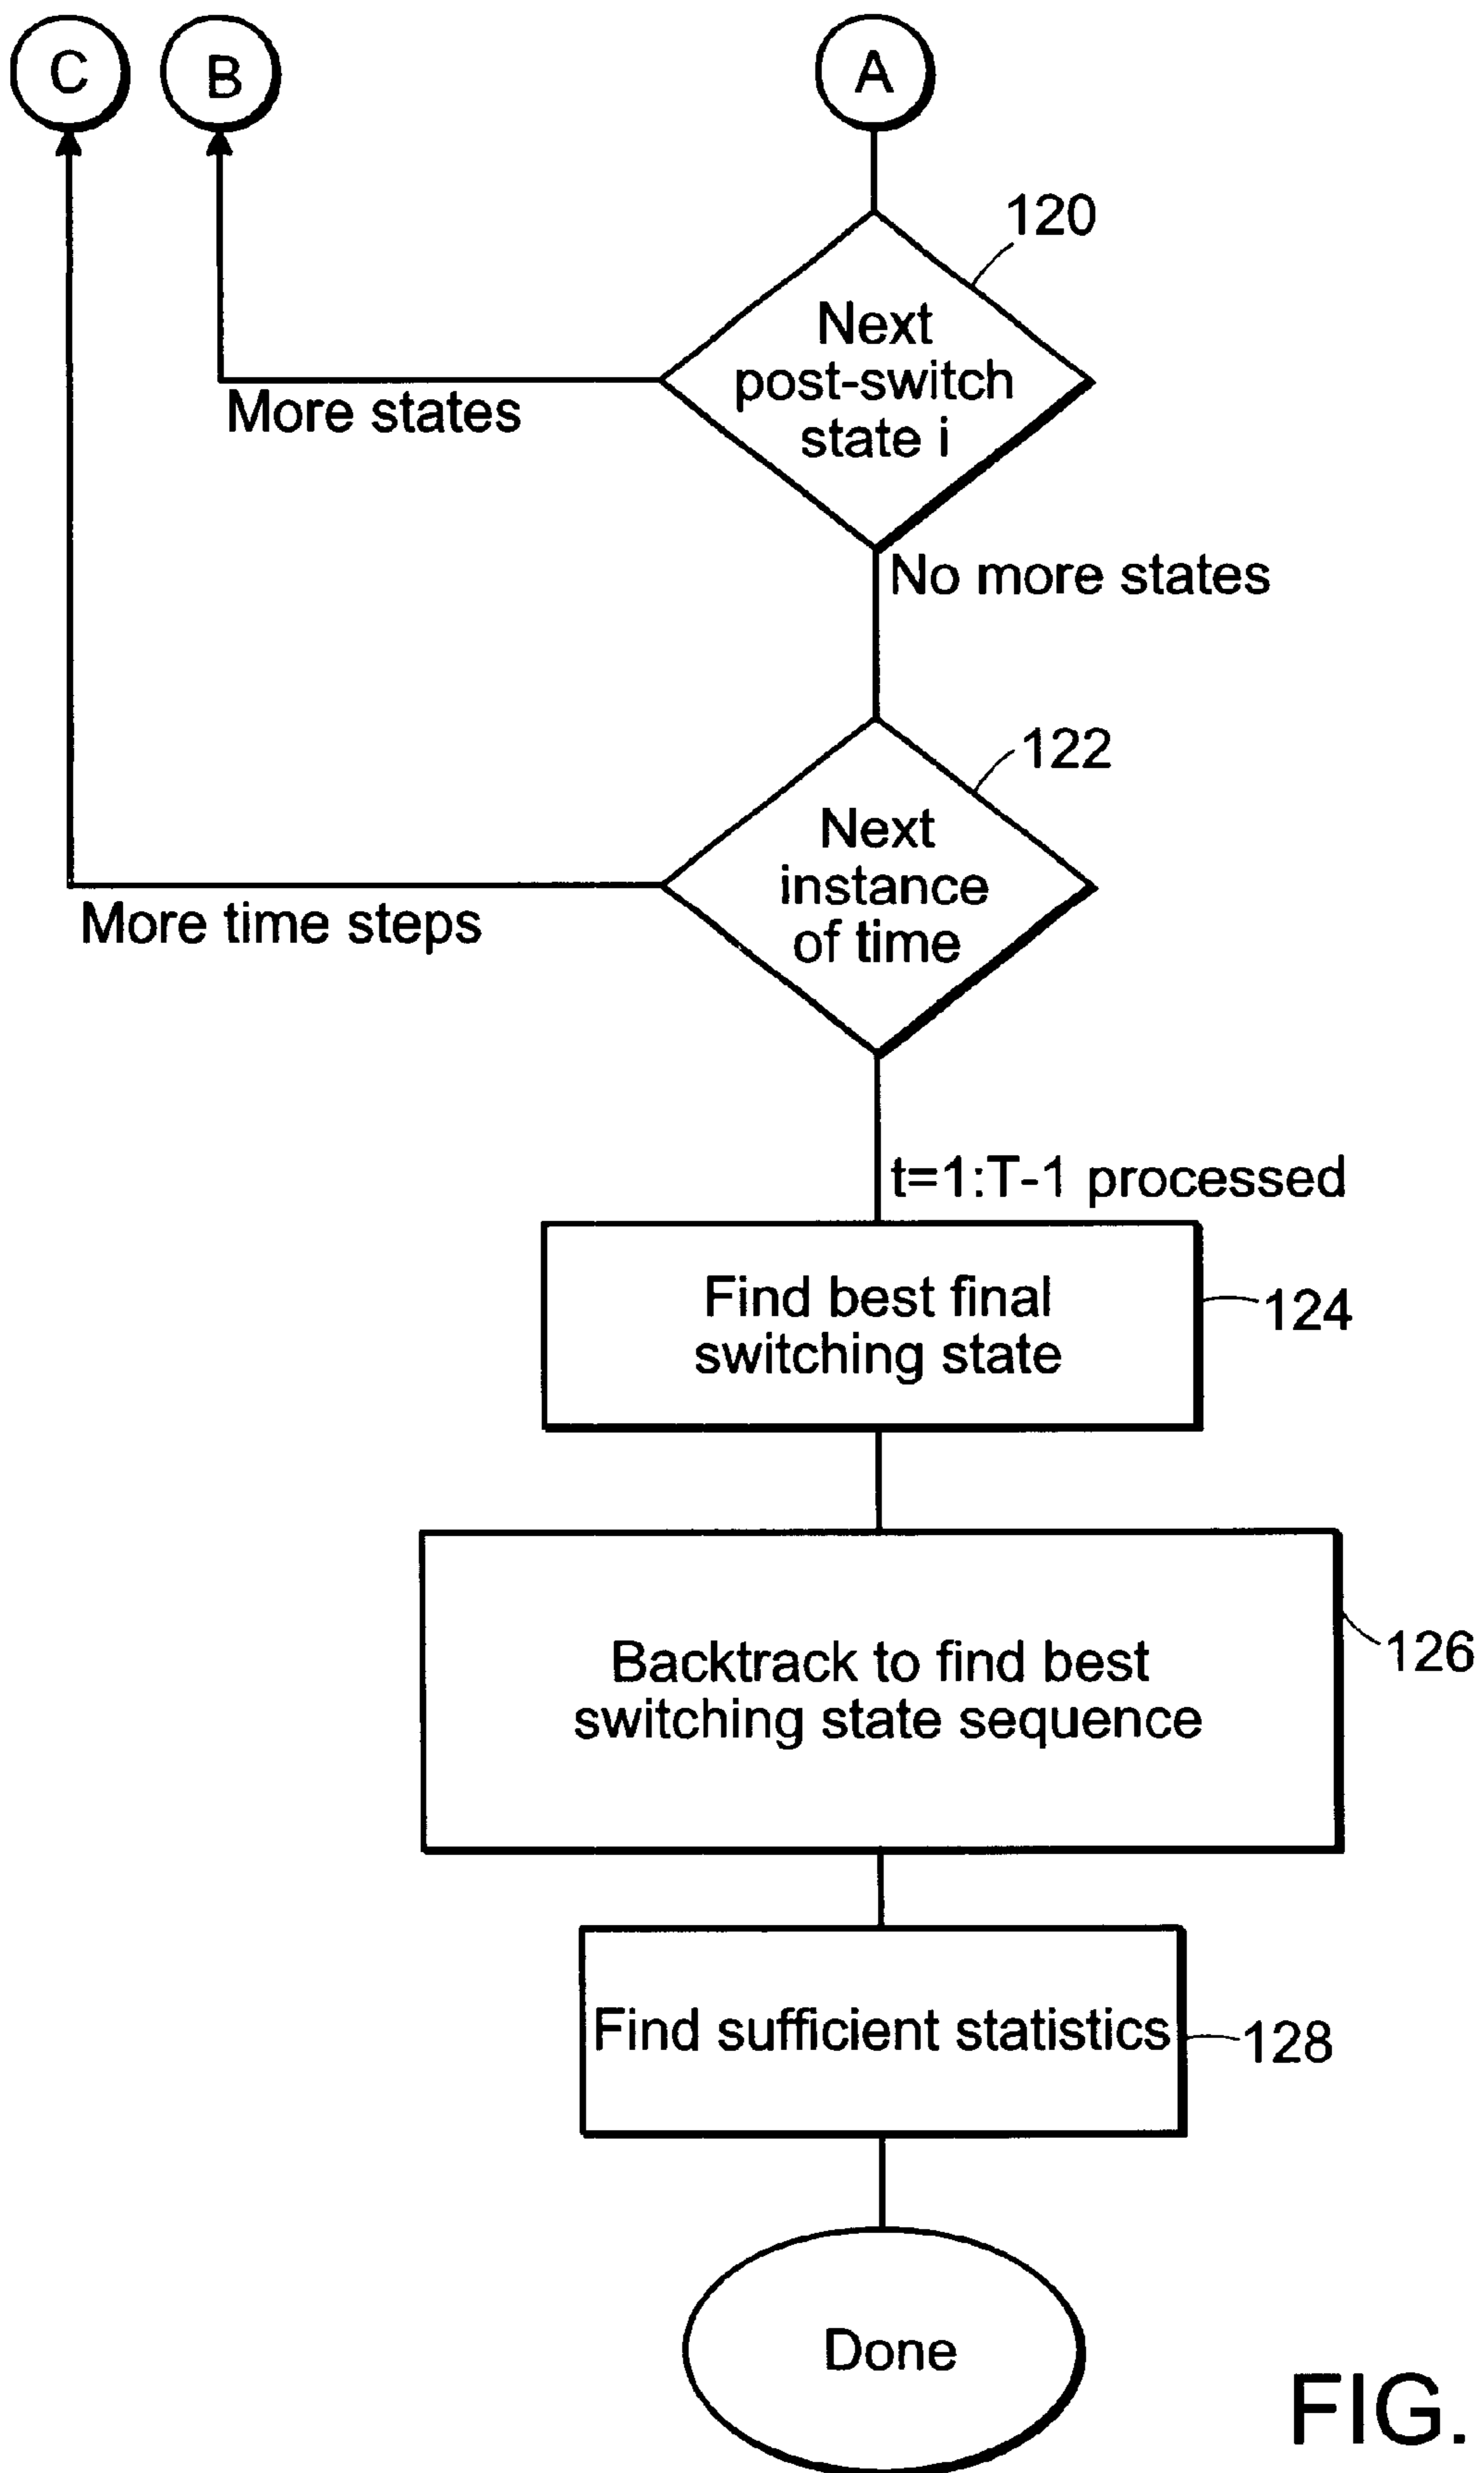 C
B
A
120
Next
post-switch
state i
More states
No more states
122
Next
instance
of time
More time steps
t=1:T-1 processed
Find best final
switching state
124
Backtrack to find best
switching state sequence
126
Find sufficient statistics
128
Done
FIG.